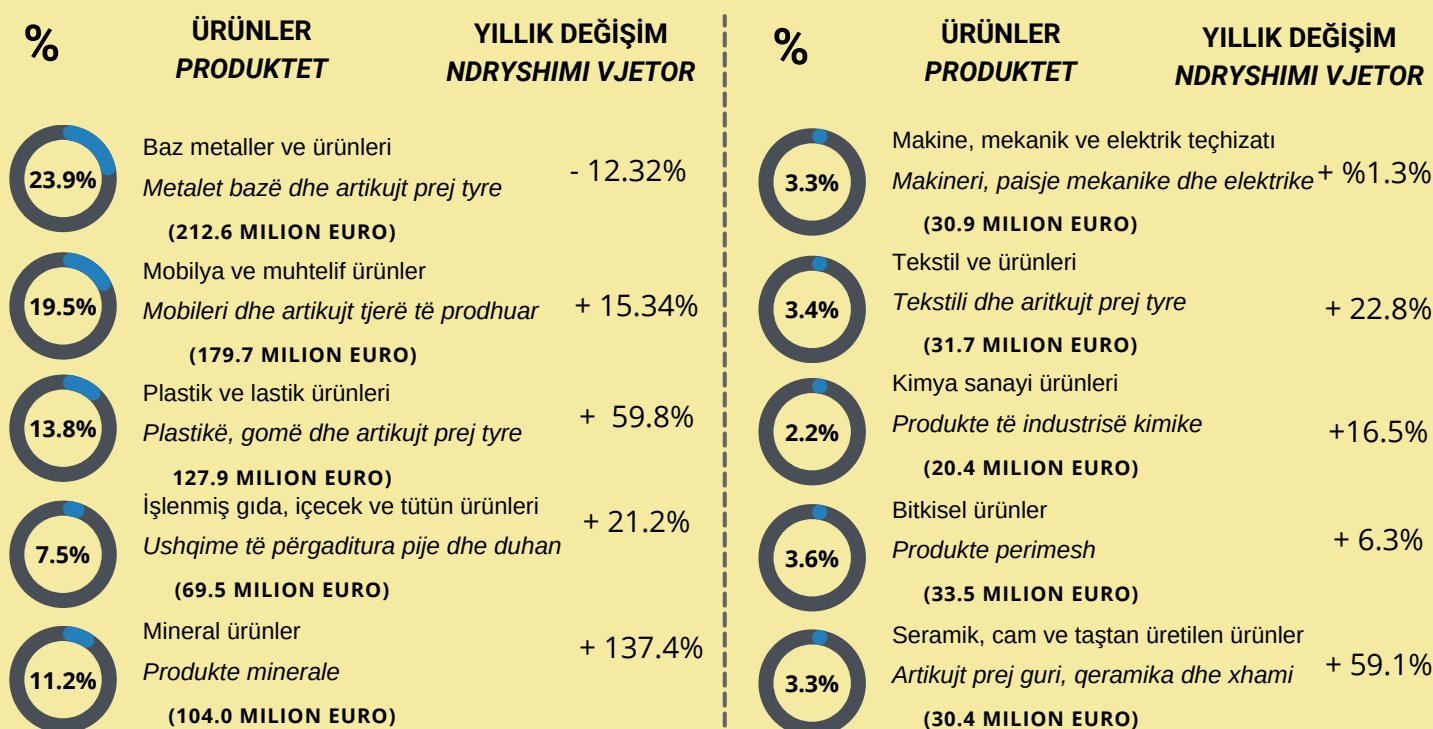 %
ÜRÜNLER
PRODUKTET
YILLIK DEĞİŞİM
NDRYSHIMI VJETOR
23.9%
Baz metaller ve ürünleri
Metalet bazë dhe artikujt prej tyre
(212.6 MILION EURO)
- 12.32%
19.5%
Mobilya ve muhtelif ürünler
Mobileri dhe artikujt tjerë të prodhuar
(179.7 MILION EURO)
+ 15.34%
13.8%
Plastik ve lastik ürünleri
Plastikë, gomë dhe artikujt prej tyre
127.9 MILION EURO)
+ 59.8%
7.5%
İşlenmiş gıda, içecek ve tütün ürünleri
Ushqime të përgaditura pije dhe duhan
(69.5 MILION EURO)
+ 21.2%
11.2%
Mineral ürünler
Produkte minerale
(104.0 MILION EURO)
+ 137.4%
%
ÜRÜNLER
PRODUKTET
YILLIK DEĞİŞİM
NDRYSHIMI VJETOR
3.3%
Makine, mekanik ve elektrik teçhizatı
Makineri, paisje mekanike dhe elektrike
(30.9 MILION EURO)
+ %1.3%
3.4%
Tekstil ve ürünleri
Tekstili dhe aritkujt prej tyre
(31.7 MILION EURO)
+ 22.8%
2.2%
Kimya sanayi ürünleri
Produkte të industrisë kimike
(20.4 MILION EURO)
+16.5%
3.6%
Bitkisel ürünler
Produkte perimesh
(33.5 MILION EURO)
+ 6.3%
3.3%
Seramik, cam ve taştan üretilen ürünler
Artikujt prej guri, qeramika dhe xhami
(30.4 MILION EURO)
+ 59.1%